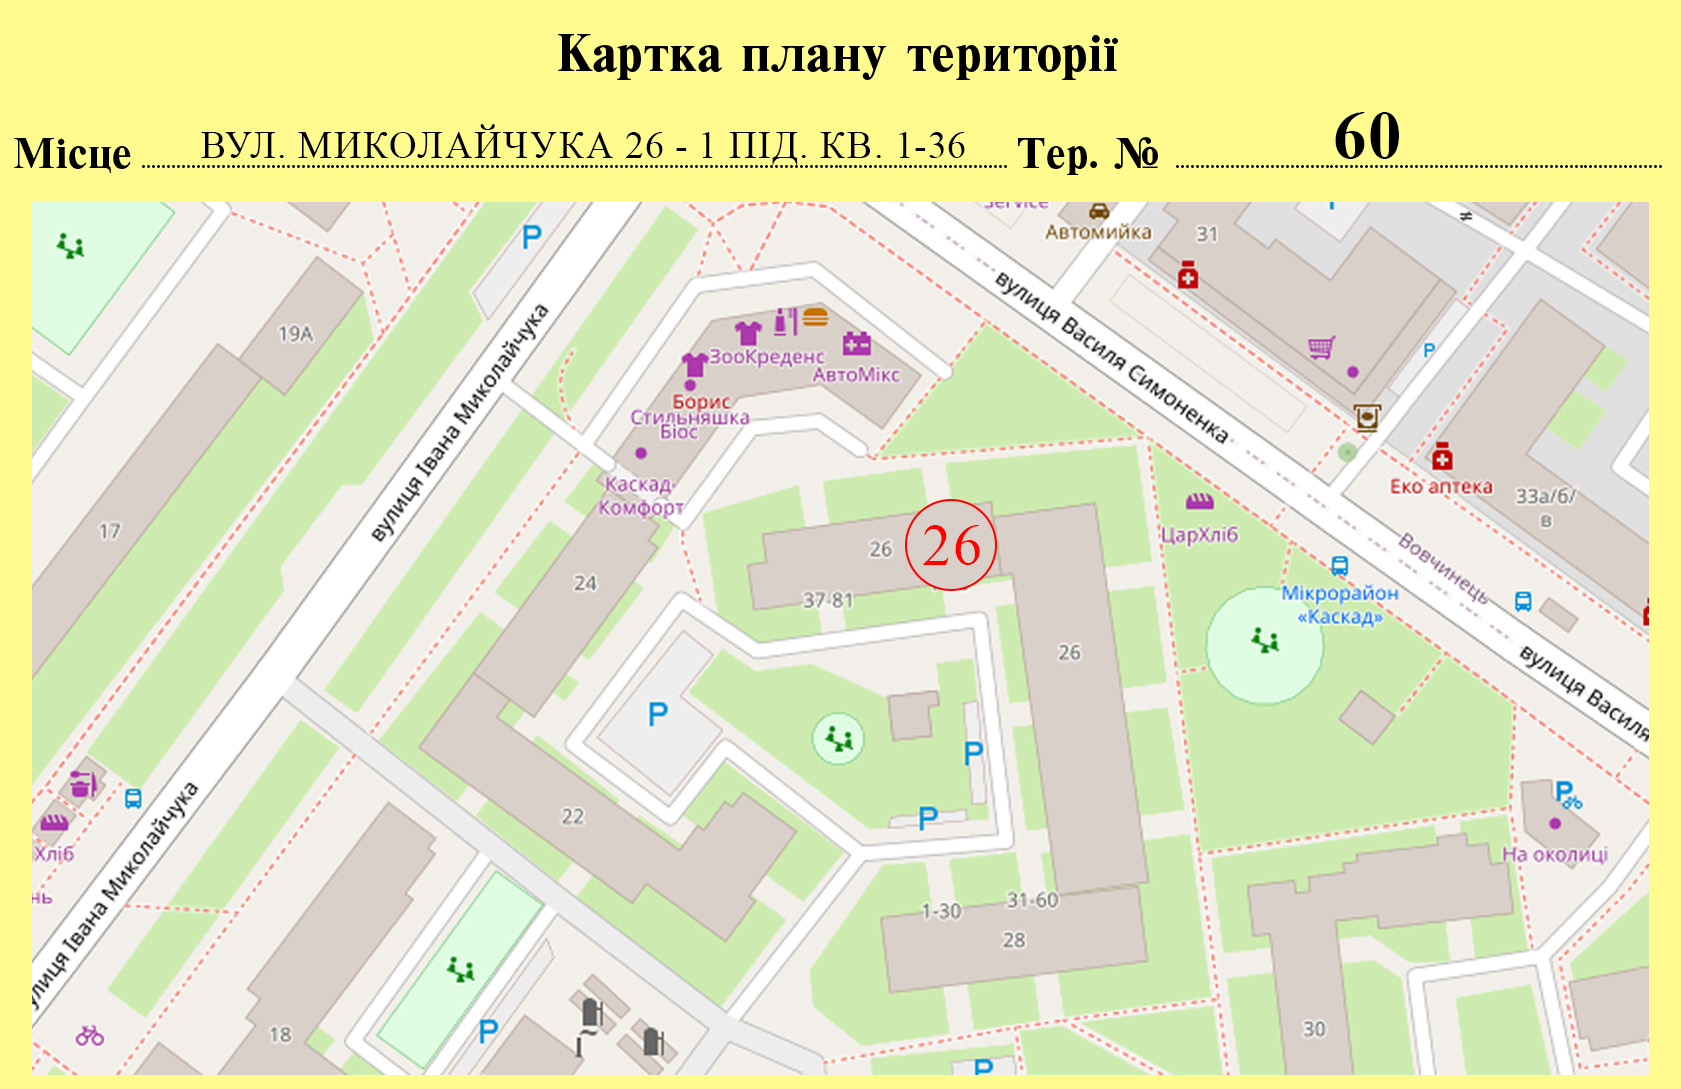 Картка плану території
Місце ВУЛ. МИКОЛАЙЧУКА 26 - 1 ПІД. КВ. 1-36 Тер. № 60
Service
Автомийка
31
P
P
19А
вулиця Василя Симоненка
ЗооКреденс
АвтоМікс
Борис
Стильняшка
Біос
P
вулиця Івана Миколайчука
Каскад-
Комфорт
Еко аптека
33а/б/
в
17
ЦарХліб
26
26
24
37-81
Вовчинець
Мікрорайон
«Каскад»
26
вулиця Василя
P
P
P
P
22
вулиця Івана Миколайчука
Хліб
нь
На околиці
1-30
31-60
28
18
P
30
P